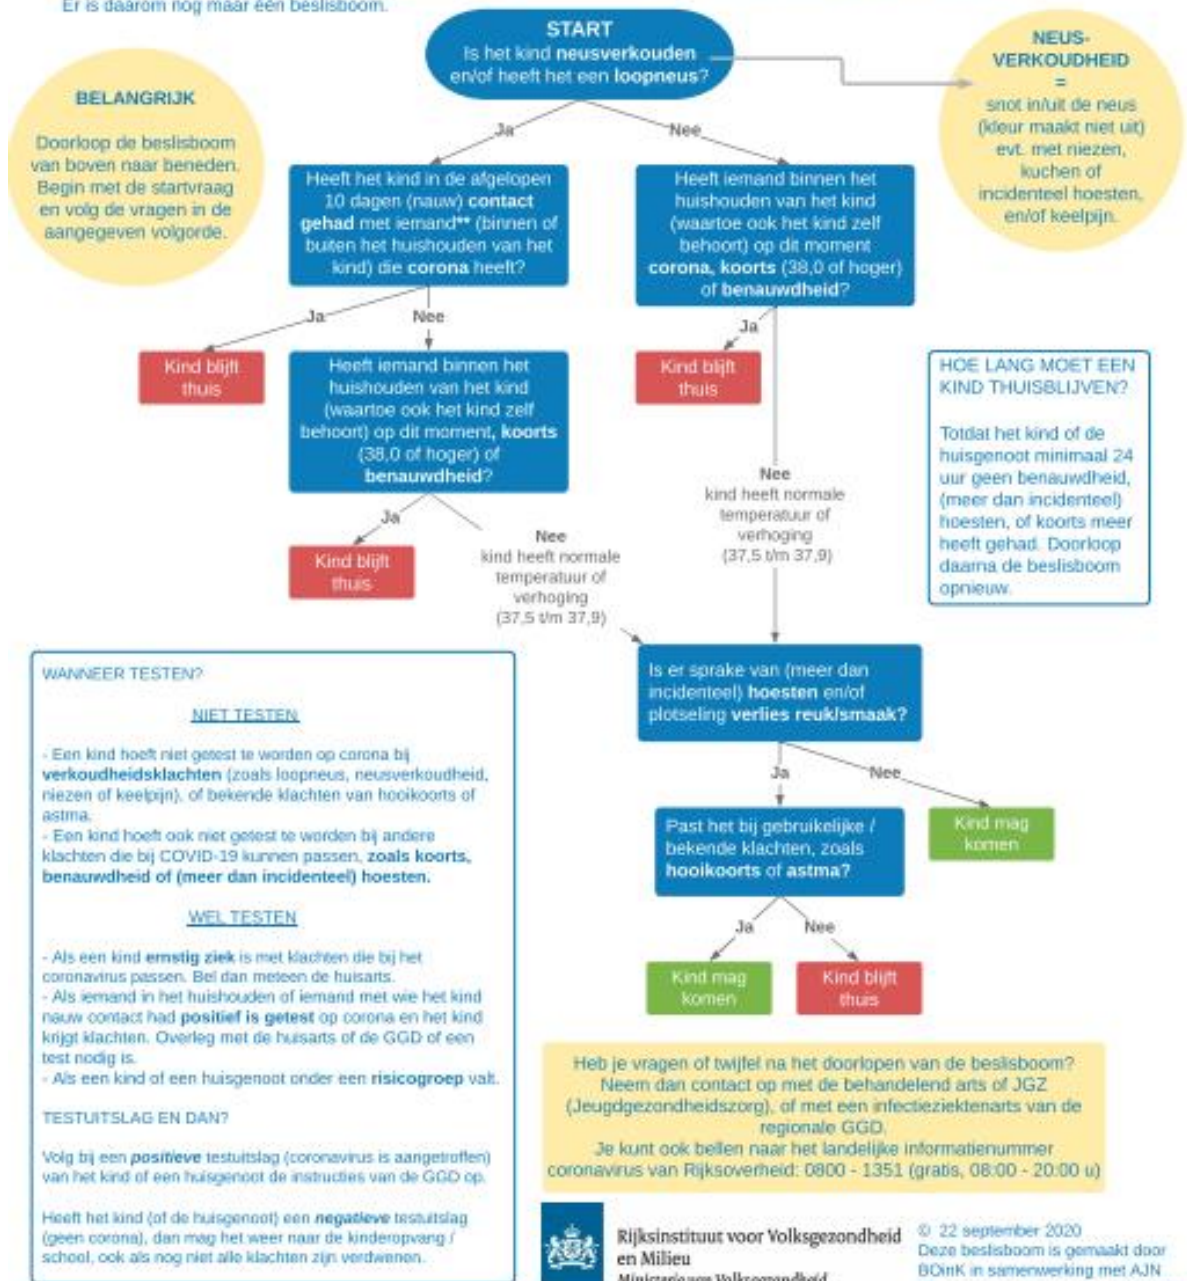 Er is daarom nog maar één beslisboom.
START
Is het kind neusverkouden
en/of heeft het een loopneus?
NEUS-
VERKOUDHEID
=
snot in/uit de neus
(kleur maakt niet uit)
evt. met niezen,
kuchen of
incidenteel hoesten,
en/of keelpijn.
BELANGRIJK
Doorloop de beslisboom
van boven naar beneden.
Begin met de startvraag
en volg de vragen in de
aangegeven volgorde.
Ja
Nee
Heeft het kind in de afgelopen
10 dagen (nauw) contact
gehad met iemand** (binnen of
buiten het huishouden van het
kind) die corona heeft?
Heeft iemand binnen het
huishouden van het kind
(waartoe ook het kind zelf
behoort) op dit moment
corona, koorts (38,0 of hoger)
of benauwdheid?
Ja
Nee
Ja
Kind blijft
thuis
Heeft iemand binnen het
huishouden van het kind
(waartoe ook het kind zelf
behoort) op dit moment, koorts
(38,0 of hoger) of
benauwdheid?
Kind blijft
thuis
HOE LANG MOET EEN
KIND THUISBLIJVEN?
Totdat het kind of de
huisgenoot minimaal 24
uur geen benauwdheid,
(meer dan incidenteel)
hoesten, of koorts meer
heeft gehad. Doorloop
daarna de beslisboom
opnieuw.
Nee
kind heeft normale
temperatuur of
verhoging
(37,5 t/m 37,9)
Ja
Kind blijft
thuis
Nee
kind heeft normale
temperatuur of
verhoging
(37,5 t/m 37,9)
Is er sprake van (meer dan
incidenteel) hoesten en/of
plotseling verlies reuk/smaak?
Ja
Nee
Past het bij gebruikelijke /
bekende klachten, zoals
hooikoorts of astma?
Kind mag
komen
Ja
Nee
Kind mag
komen
Kind blijft
thuis
WANNEER TESTEN?
NIET TESTEN
- Een kind hoeft niet getest te worden op corona bij
verkoudheidsklachten (zoals loopneus, neusverkoudheid,
niezen of keelpijn), of bekende klachten van hooikoorts of
astma.
- Een kind hoeft ook niet getest te worden bij andere
klachten die bij COVID-19 kunnen passen, zoals koorts,
benauwdheid of (meer dan incidenteel) hoesten.
WEL TESTEN
- Als een kind ernstig ziek is met klachten die bij het
coronavirus passen. Bel dan meteen de huisarts.
- Als iemand in het huishouden of iemand met wie het kind
nauw contact had positief is getest op corona en het kind
krijgt klachten. Overleg met de huisarts of de GGD of een
test nodig is.
- Als een kind of een huisgenoot onder een risicogroep valt.
TESTUITSLAG EN DAN?
Volg bij een positieve testuitslag (coronavirus is aangetroffen)
van het kind of een huisgenoot de instructies van de GGD op.
Heeft het kind (of de huisgenoot) een negatieve testuitslag
(geen corona), dan mag het weer naar de kinderopvang /
school, ook als nog niet alle klachten zijn verdwenen.
Heb je vragen of twijfel na het doorlopen van de beslisboom?
Neem dan contact op met de behandelend arts of JGZ
(Jeugdgezondheidszorg), of met een infectieziektenarts van de
regionale GGD.
Je kunt ook bellen naar het landelijke informatienummer
coronavirus van Rijksoverheid: 0800 - 1351 (gratis, 08:00 - 20:00 u)
Rijksinstituut voor Volksgezondheid
en Milieu
Ministerie van Volksgezondheid
© 22 september 2020
Deze beslisboom is gemaakt door
BOinK in samenwerking met AJN